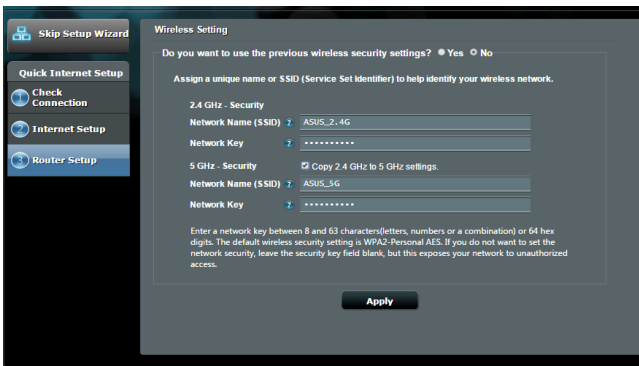 Skip Setup Wizard
Quick Internet Setup
1 Check
Connection
2 Internet Setup
3 Router Setup
Wireless Setting
Do you want to use the previous wireless security settings? Yes No
Assign a unique name or SSID (Service Set Identifier) to help identify your wireless network.
2.4 GHz - Security
Network Name (SSID) ? ASUS_2.4G
Network Key ? ••••••••••
5 GHz - Security Copy 2.4 GHz to 5 GHz settings.
Network Name (SSID) ? ASUS_5G
Network Key ? ••••••••••
Enter a network key between 8 and 63 characters(letters, numbers or a combination) or 64 hex
digits. The default wireless security setting is WPA2-Personal AES. If you do not want to set the
network security, leave the security key field blank, but this exposes your network to unauthorized
access.
Apply